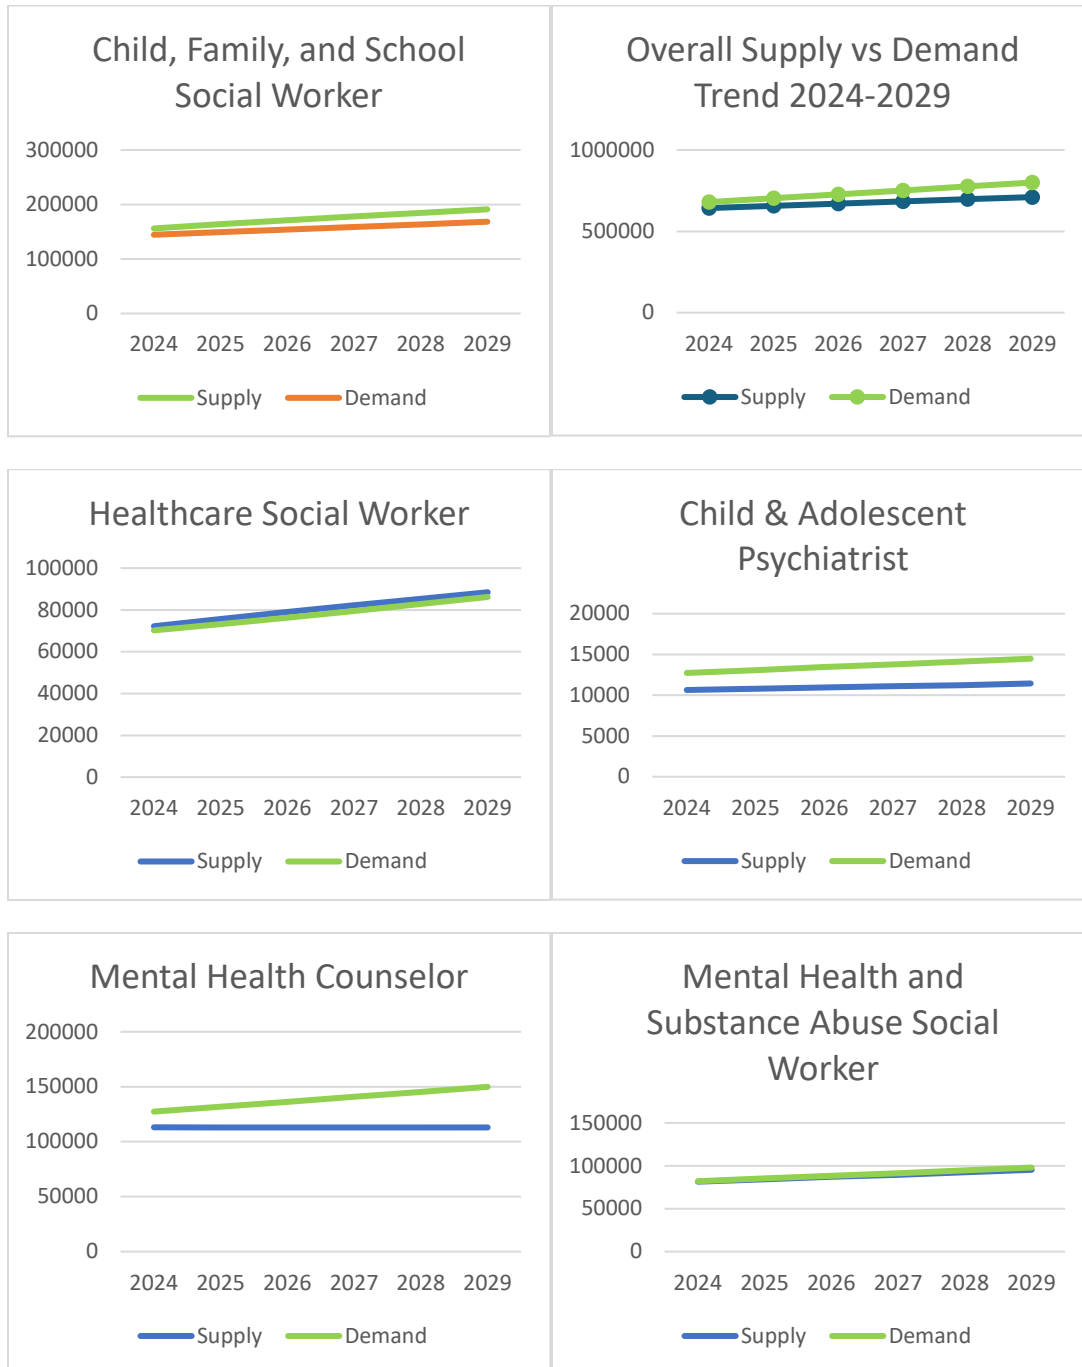 Child, Family, and School
Social Worker
300000
200000
100000
0
2024 2025 2026 2027 2028 2029
Supply Demand
Overall Supply vs Demand
Trend 2024-2029
1000000
500000
0
2024 2025 2026 2027 2028 2029
Supply Demand
Healthcare Social Worker
100000
80000
60000
40000
20000
0
2024 2025 2026 2027 2028 2029
Supply Demand
Child & Adolescent
Psychiatrist
20000
15000
10000
5000
0
2024 2025 2026 2027 2028 2029
Supply Demand
Mental Health Counselor
200000
150000
100000
50000
0
2024 2025 2026 2027 2028 2029
Supply Demand
Mental Health and
Substance Abuse Social
Worker
150000
100000
50000
0
2024 2025 2026 2027 2028 2029
Supply Demand